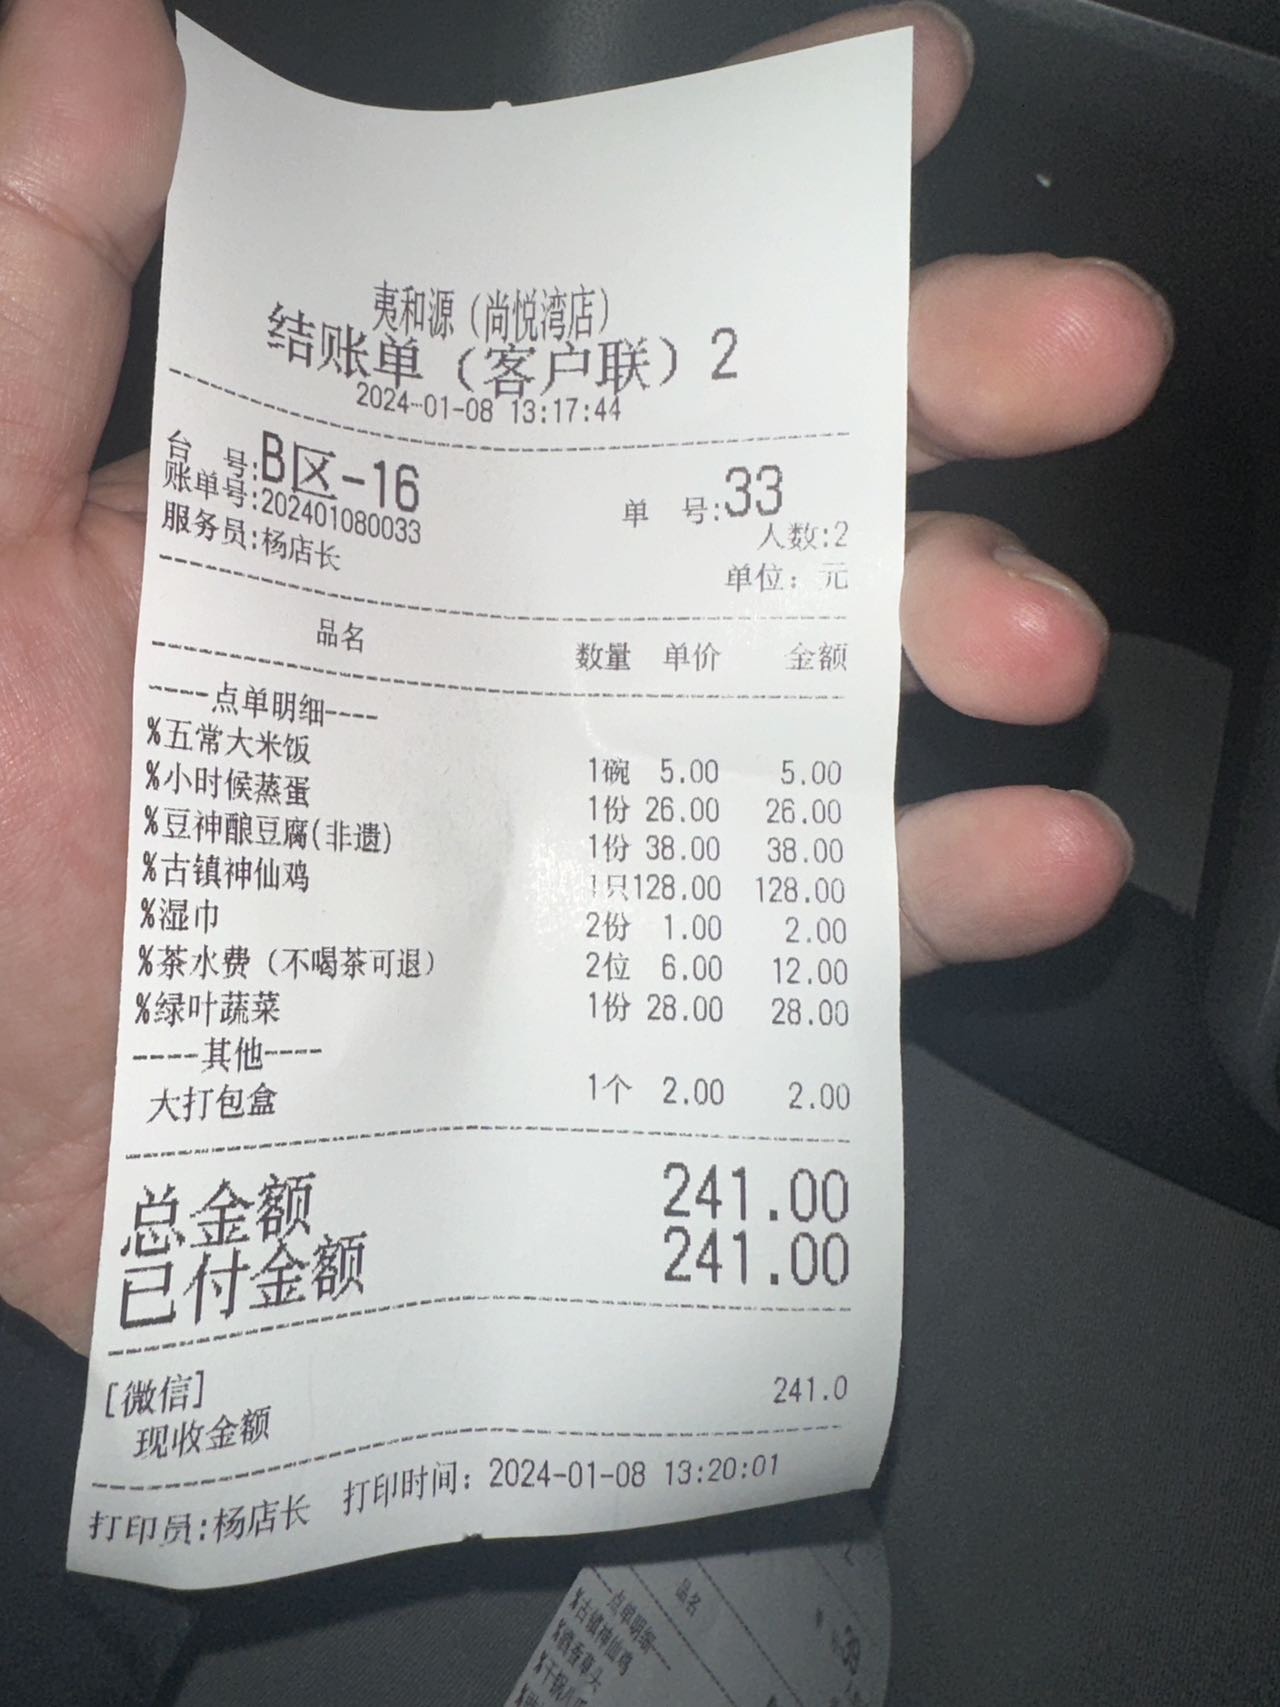 夷和源（尚悦湾店）
结账单（客户联）2
2024-01-08 13:17:44
台 号:B区-16 单 号:33
账单号:202401080033 人数:2
服务员:杨店长 单位：元
品名 数量 单价 金额
----点单明细----
%五常大米饭 1碗 5.00 5.00
%小时候蒸蛋 1份 26.00 26.00
%豆神酿豆腐(非遗) 1份 38.00 38.00
%古镇神仙鸡 1只128.00 128.00
%湿巾 2份 1.00 2.00
%茶水费（不喝茶可退） 2位 6.00 12.00
%绿叶蔬菜 1份 28.00 28.00
----其他----
大打包盒 1个 2.00 2.00
总金额 241.00
已付金额 241.00
[微信] 241.0
现收金额
打印员:杨店长 打印时间：2024-01-08 13:20:01
品名
点单明细--
%古镇神仙鸡